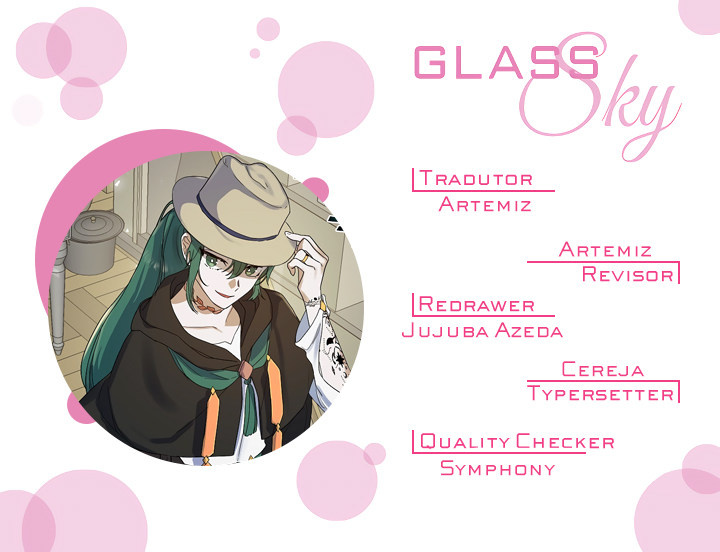 GLASS
Sky
TRADUTOR
ARTEMIZ
ARTEMIZ
REVISOR
REDRAWER
JUJUBA AZEDA
CEREJA
TYPERSETTER
QUALITY CHECKER
SYMPHONY